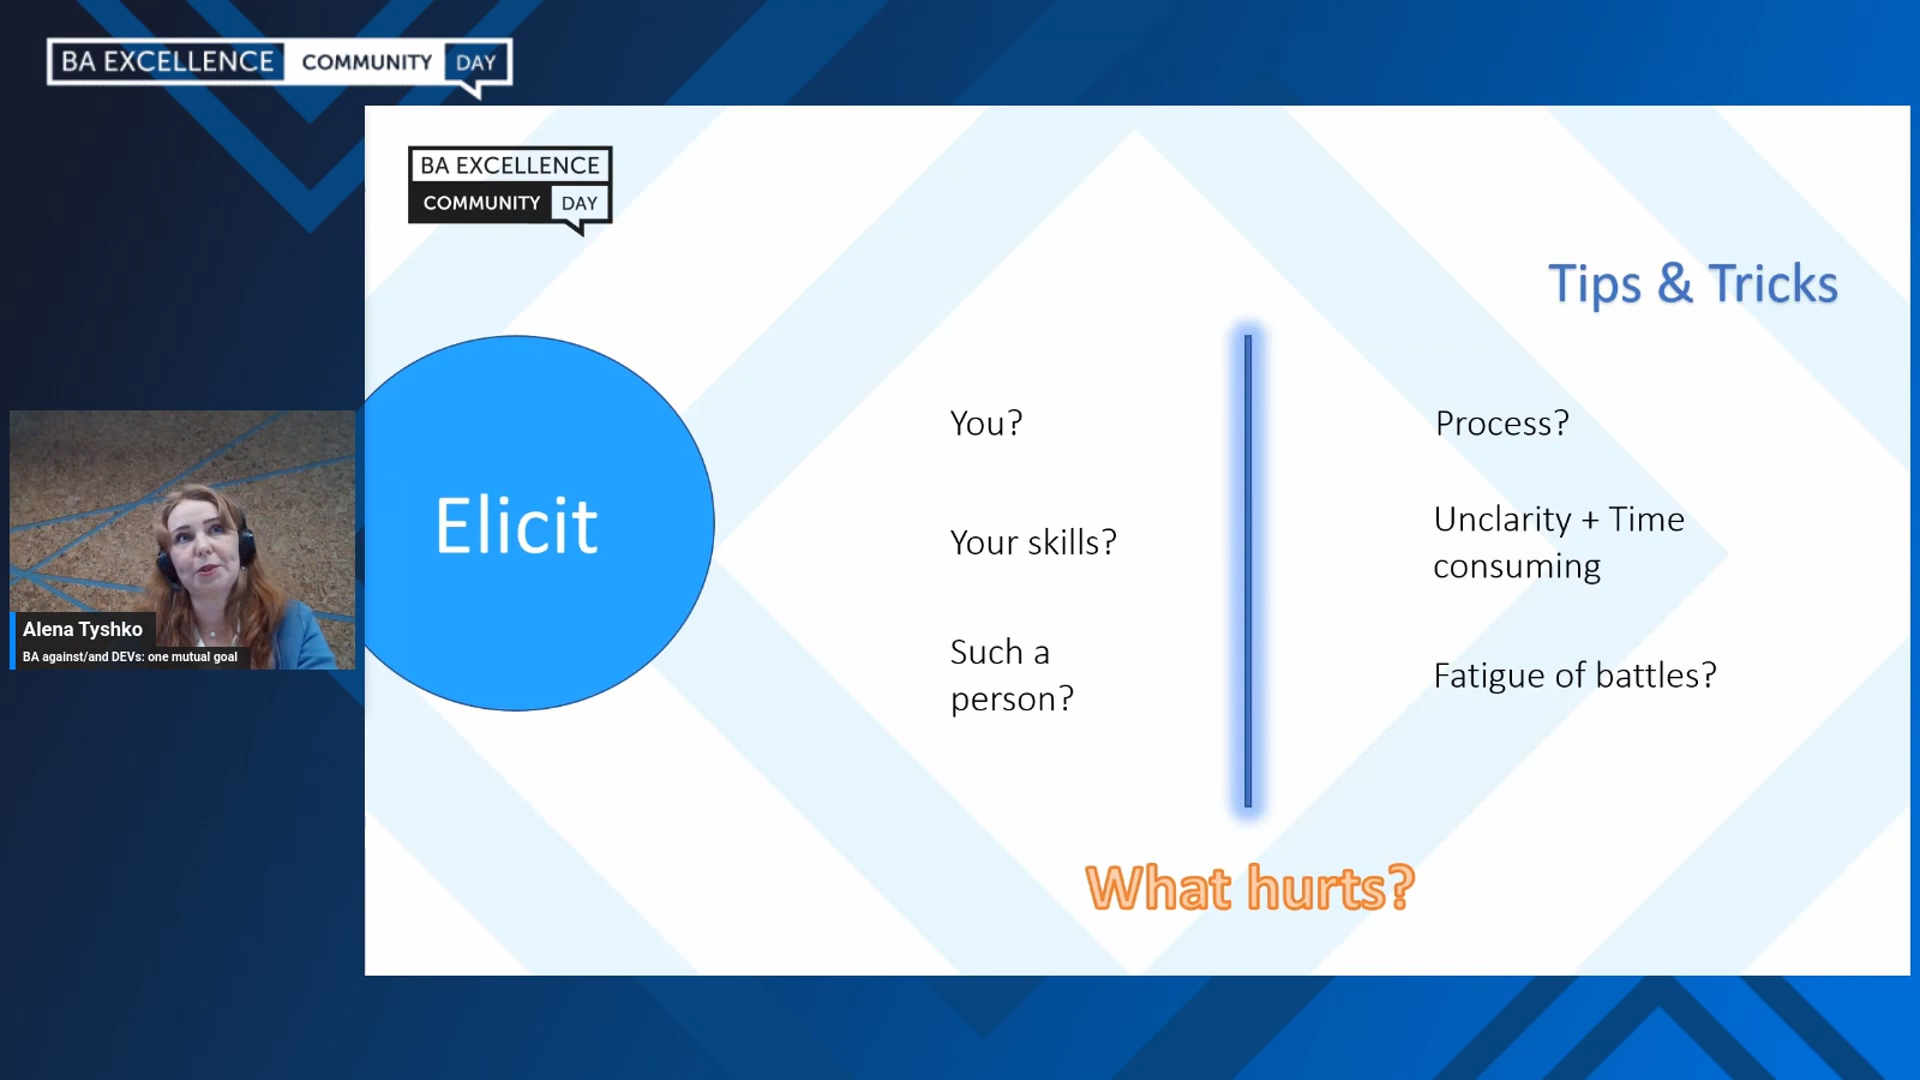 BA EXCELLENCE COMMUNITY DAY
BA EXCELLENCE
COMMUNITY DAY
Tips & Tricks
Elicit
You?
Your skills?
Such a
person?
Process?
Unclarity + Time
consuming
Fatigue of battles?
What hurts?
Alena Tyshko
BA against/and DEVs: one mutual goal